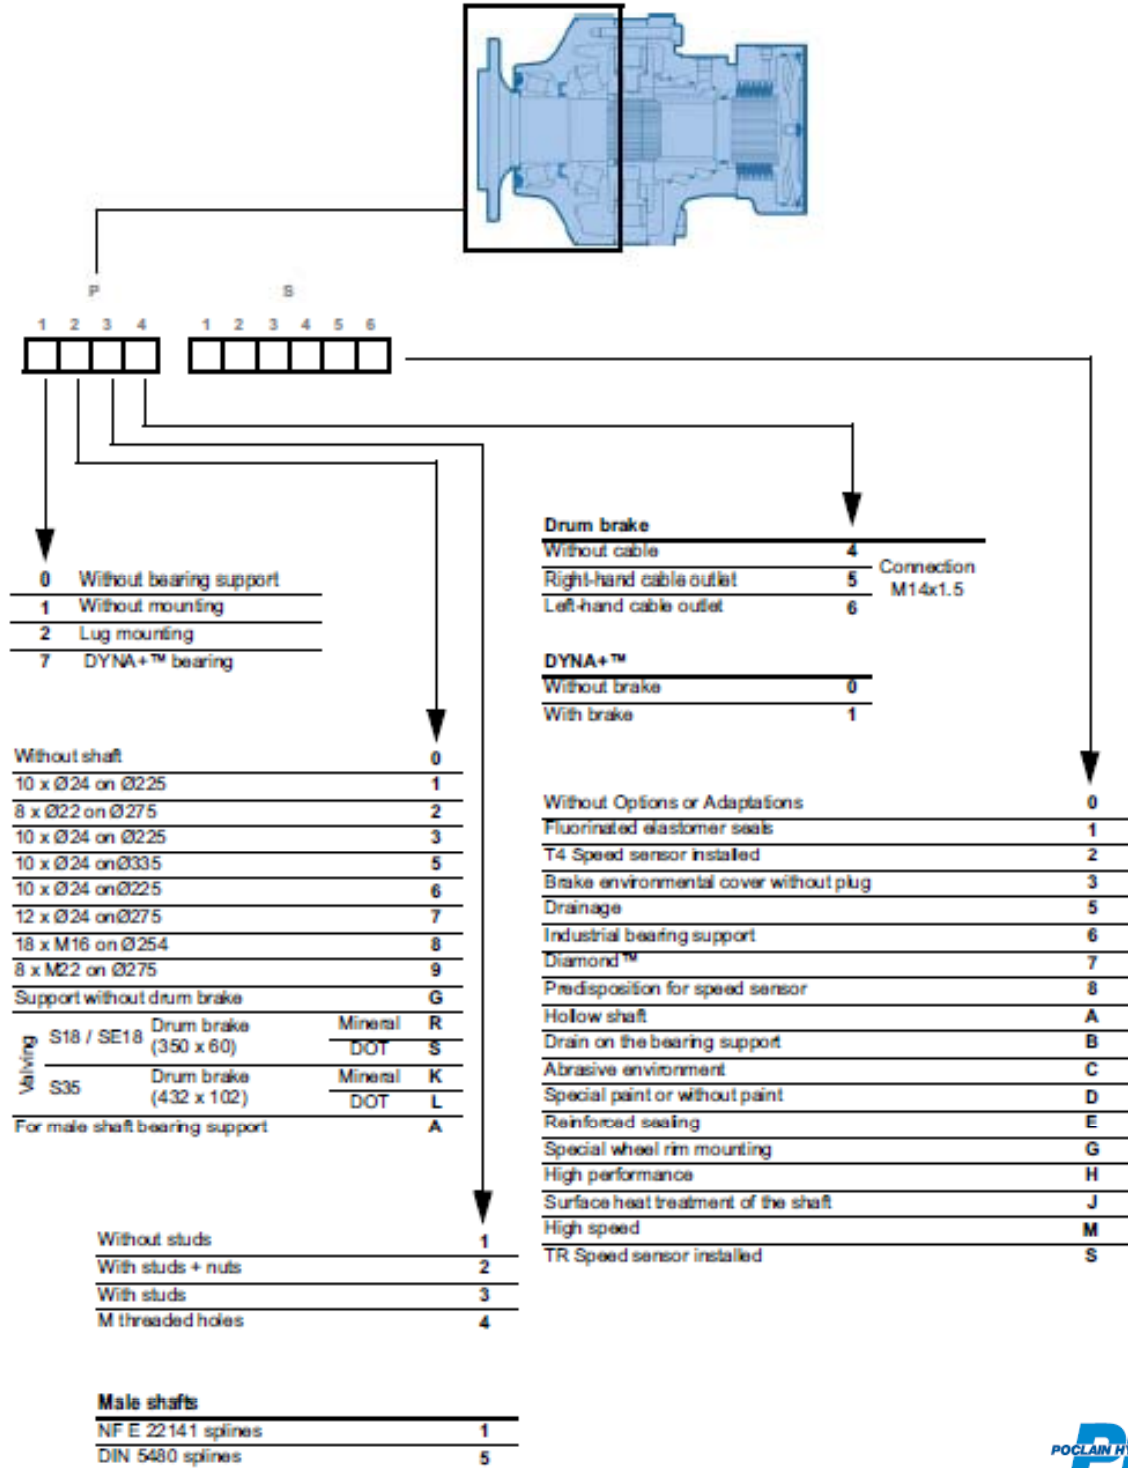 P S
1 2 3 4 1 2 3 4 5 6
0 Without bearing support
1 Without mounting
2 Lug mounting
7 DYNA+™ bearing
Without shaft 0
10 x Ø24 on Ø225 1
8 x Ø22 on Ø275 2
10 x Ø24 on Ø225 3
10 x Ø24 onØ335 5
10 x Ø24 onØ225 6
12 x Ø24 onØ275 7
18 x M16 on Ø254 8
8 x M22 on Ø275 9
Support without drum brake G
Valving
S18 / SE18 Drum brake (350 x 60) Mineral R
DOT S
S35 Drum brake (432 x 102) Mineral K
DOT L
For male shaft bearing support A
Without studs 1
With studs + nuts 2
With studs 3
M threaded holes 4
Male shafts
NF E 22141 splines 1
DIN 5480 splines 5
Drum brake
Without cable 4
Right-hand cable outlet 5
Left-hand cable outlet 6
Connection
M14x1.5
DYNA+™
Without brake 0
With brake 1
Without Options or Adaptations 0
Fluorinated elastomer seals 1
T4 Speed sensor installed 2
Brake environmental cover without plug 3
Drainage 5
Industrial bearing support 6
Diamond™ 7
Predisposition for speed sensor 8
Hollow shaft A
Drain on the bearing support B
Abrasive environment C
Special paint or without paint D
Reinforced sealing E
Special wheel rim mounting G
High performance H
Surface heat treatment of the shaft J
High speed M
TR Speed sensor installed S
POCLAIN HY